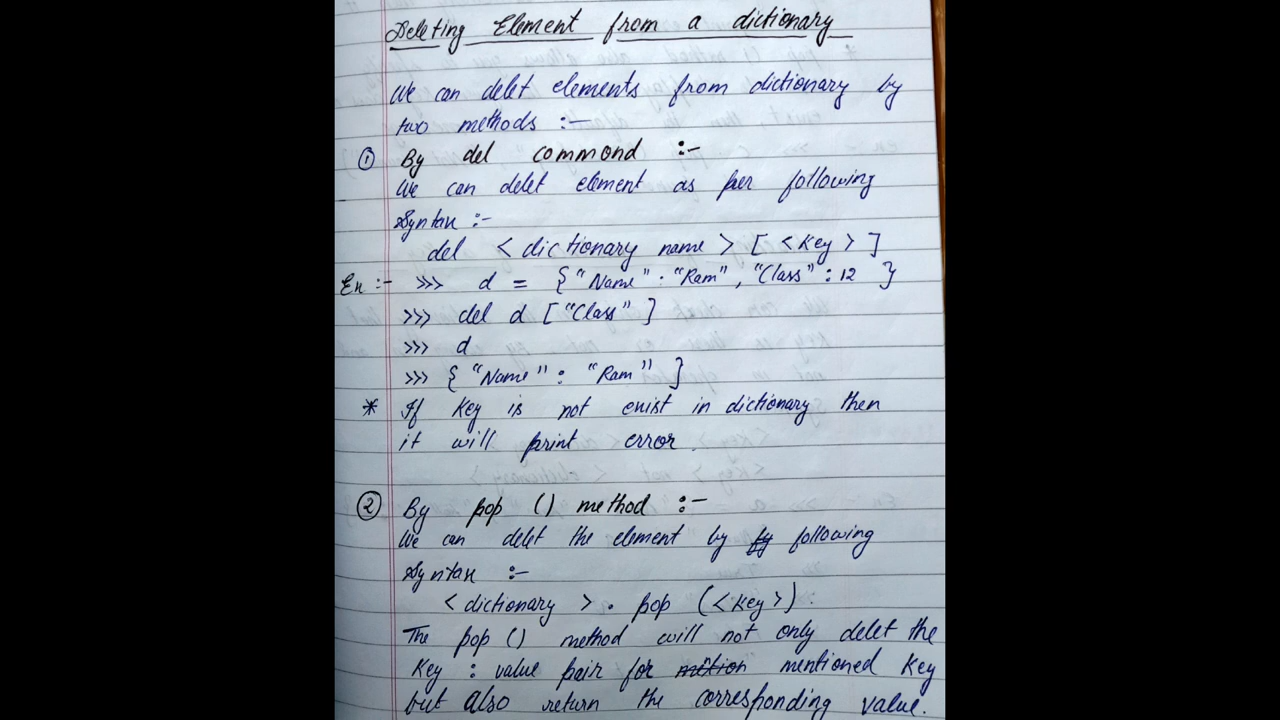 Deleting Element from a dictionary
We can delet elements from dictionary by
two methods :-
① By del commond :-
We can delet element as per following
Syntax :-
del < dictionary name > [ <Key > ]
Ex :- >>> d = { "Name" : "Ram" , "Class" : 12 }
>>> del d [ "Class" ]
>>> d
>>> { "Name" : "Ram" }
* If Key is not exist in dictionary then
it will print error .
② By pop () method :-
We can delet the element by by following
Syntax :-
< dictionary > . pop ( < Key > ) .
The pop () method will not only delet the
Key : value pair for mention mentioned Key
but also return the corresponding value.